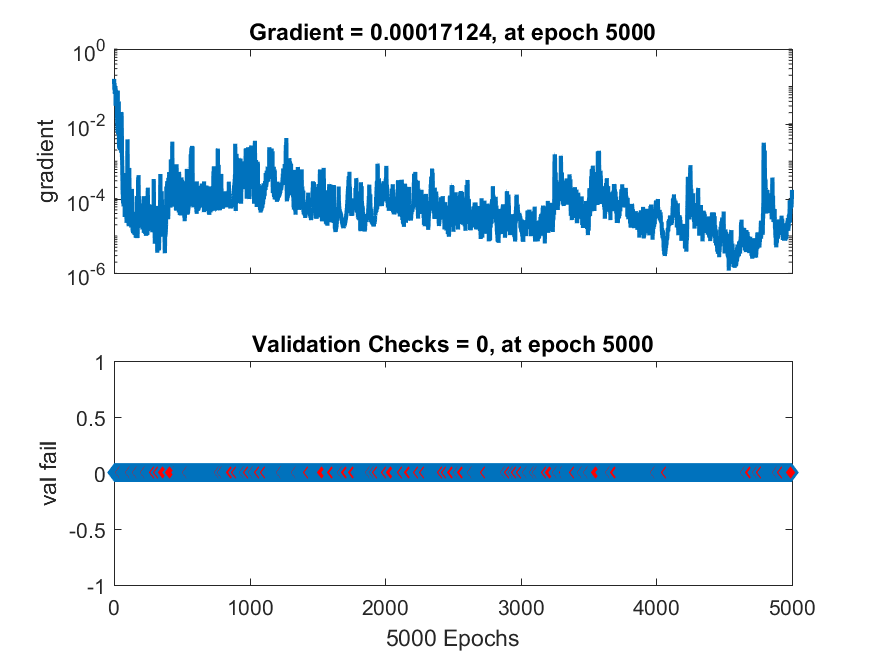 Gradient = 0.00017124, at epoch 5000
10^0
10^-2
10^-4
10^-6
gradient
Validation Checks = 0, at epoch 5000
1
0.5
0
-0.5
-1
val fail
0 1000 2000 3000 4000 5000
5000 Epochs